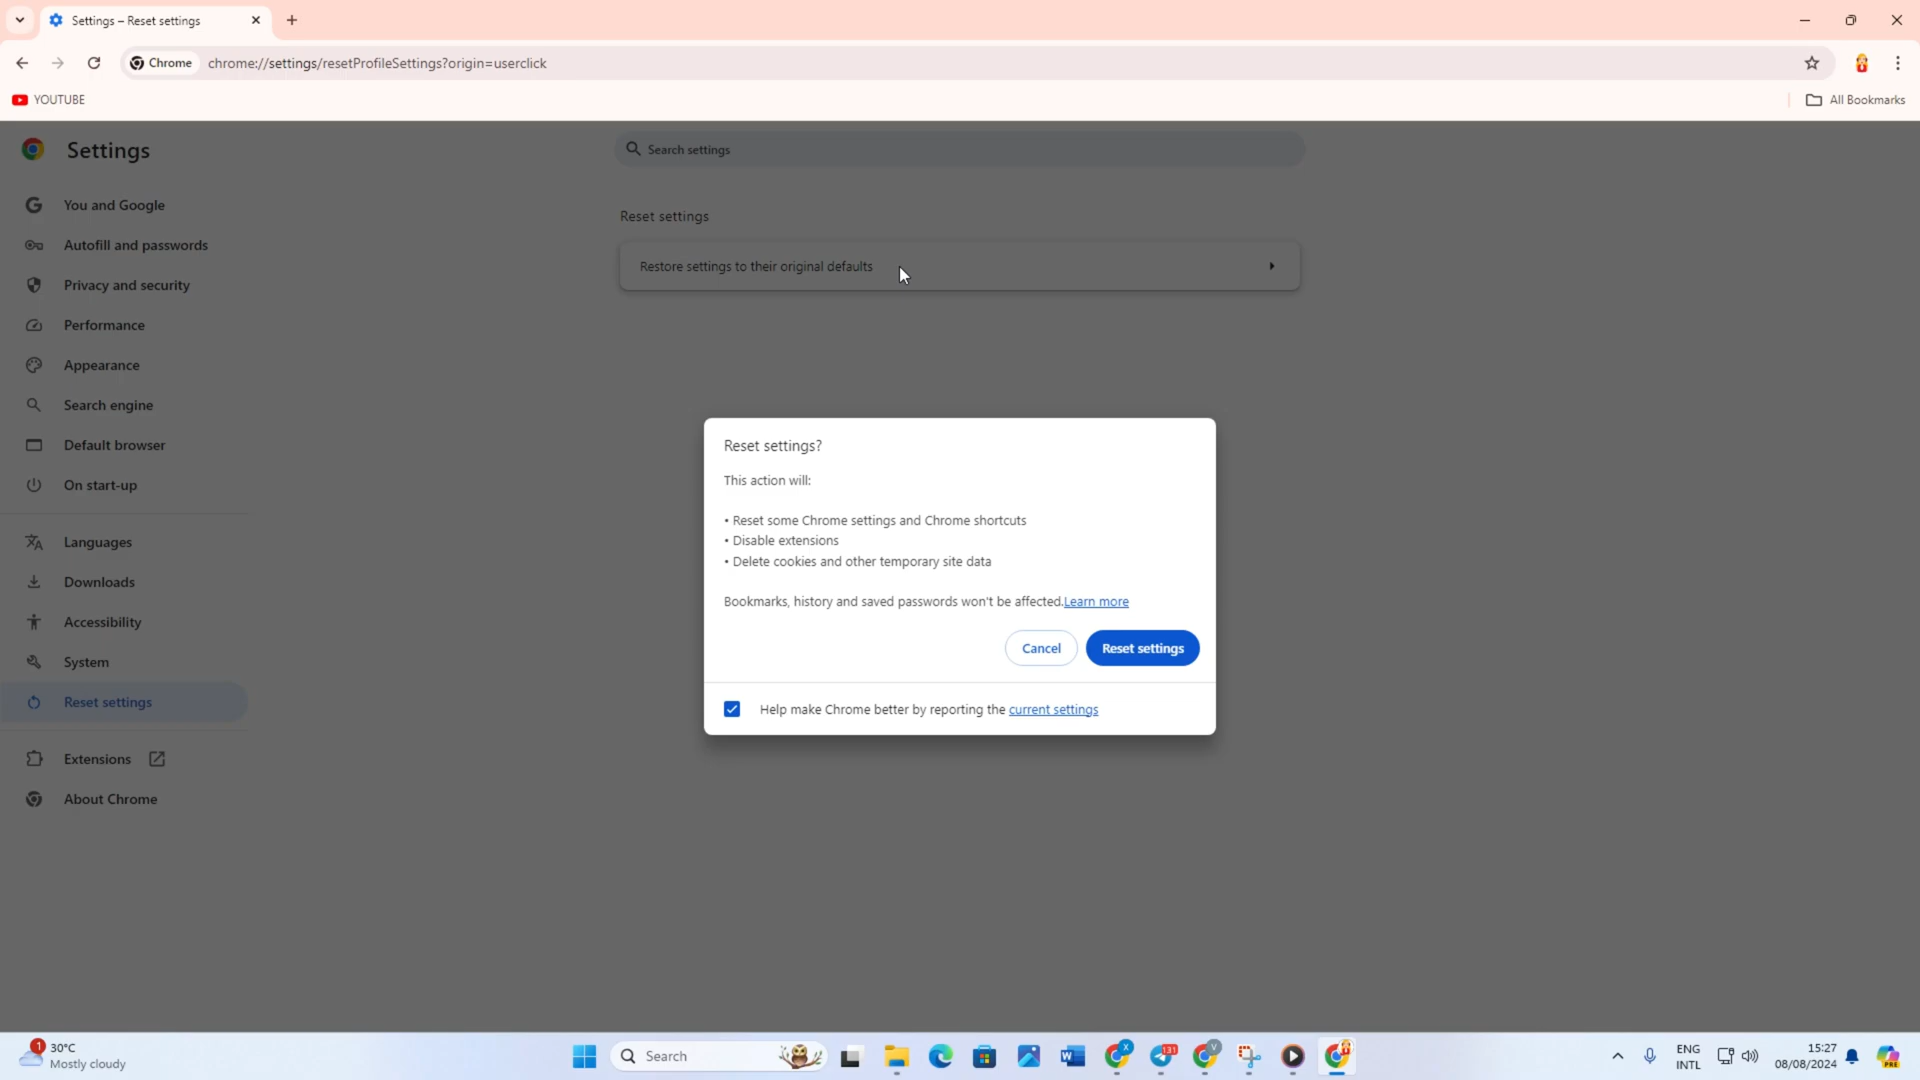 Settings – Reset settings
Chrome
chrome://settings/resetProfileSettings?origin=userclick
YOUTUBE
All Bookmarks
Settings
Search settings
You and Google
Autofill and passwords
Privacy and security
Performance
Appearance
Search engine
Default browser
On start-up
Languages
Downloads
Accessibility
System
Reset settings
Extensions
About Chrome
Reset settings
Restore settings to their original defaults
Reset settings?
This action will:
• Reset some Chrome settings and Chrome shortcuts
• Disable extensions
• Delete cookies and other temporary site data
Bookmarks, history and saved passwords won't be affected.Learn more
Cancel
Reset settings
Help make Chrome better by reporting the current settings
1
30°C
Mostly cloudy
Search
X
131
V
ENG
INTL
15:27
08/08/2024
PRE